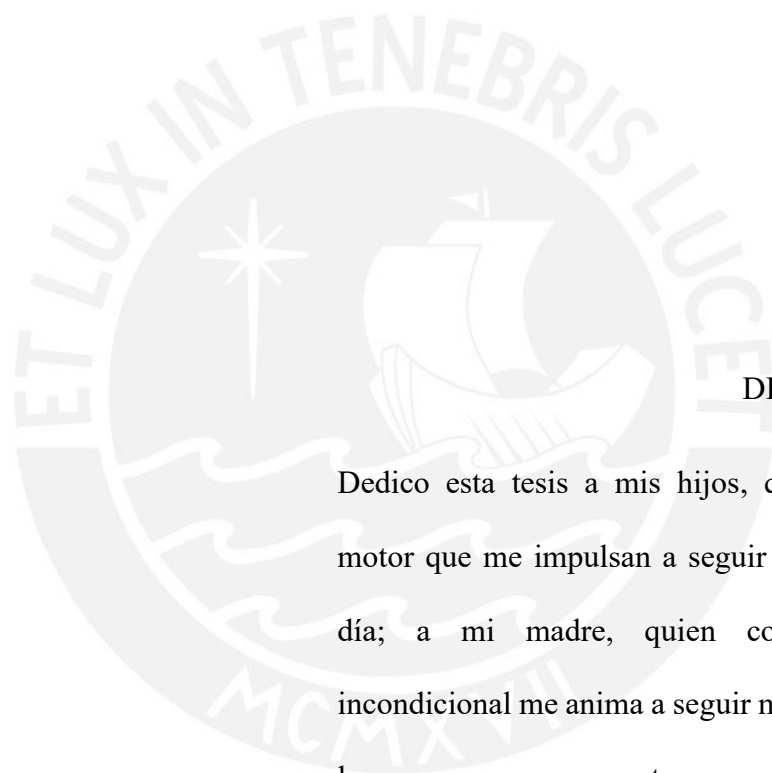 ET LUX IN TENEBRIS LUCET
Dedico esta tesis a mis hijos,
motor que me impulsan a seguir
día; a mi madre, quien
incondicional me anima a seguir
MCMXVII